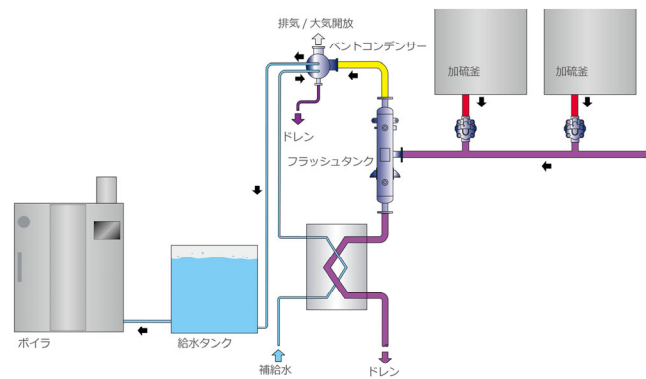 排気 / 大気開放
ベントコンデンサー
加硫釜
加硫釜
ドレン
フラッシュタンク
ボイラ
給水タンク
補給水
ドレン